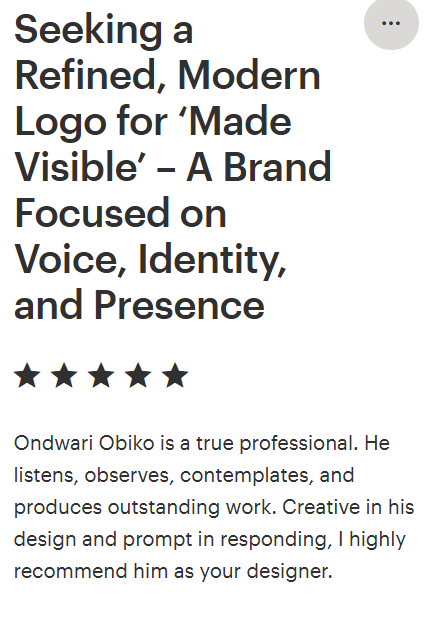 Seeking a
Refined, Modern
Logo for ‘Made
Visible’ – A Brand
Focused on
Voice, Identity,
and Presence
Ondwari Obiko is a true professional. He
listens, observes, contemplates, and
produces outstanding work. Creative in his
design and prompt in responding, I highly
recommend him as your designer.